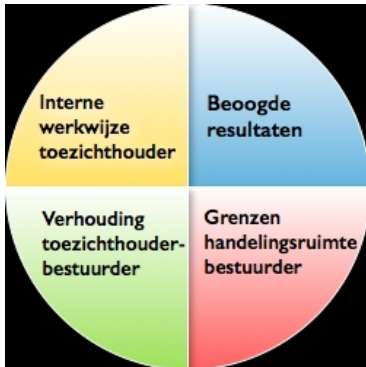 Interne
werkwijze
toezichthouder
Beoogde
resultaten
Verhouding
toezichthouder-
bestuurder
Grenzen
handelingsruimte
bestuurder